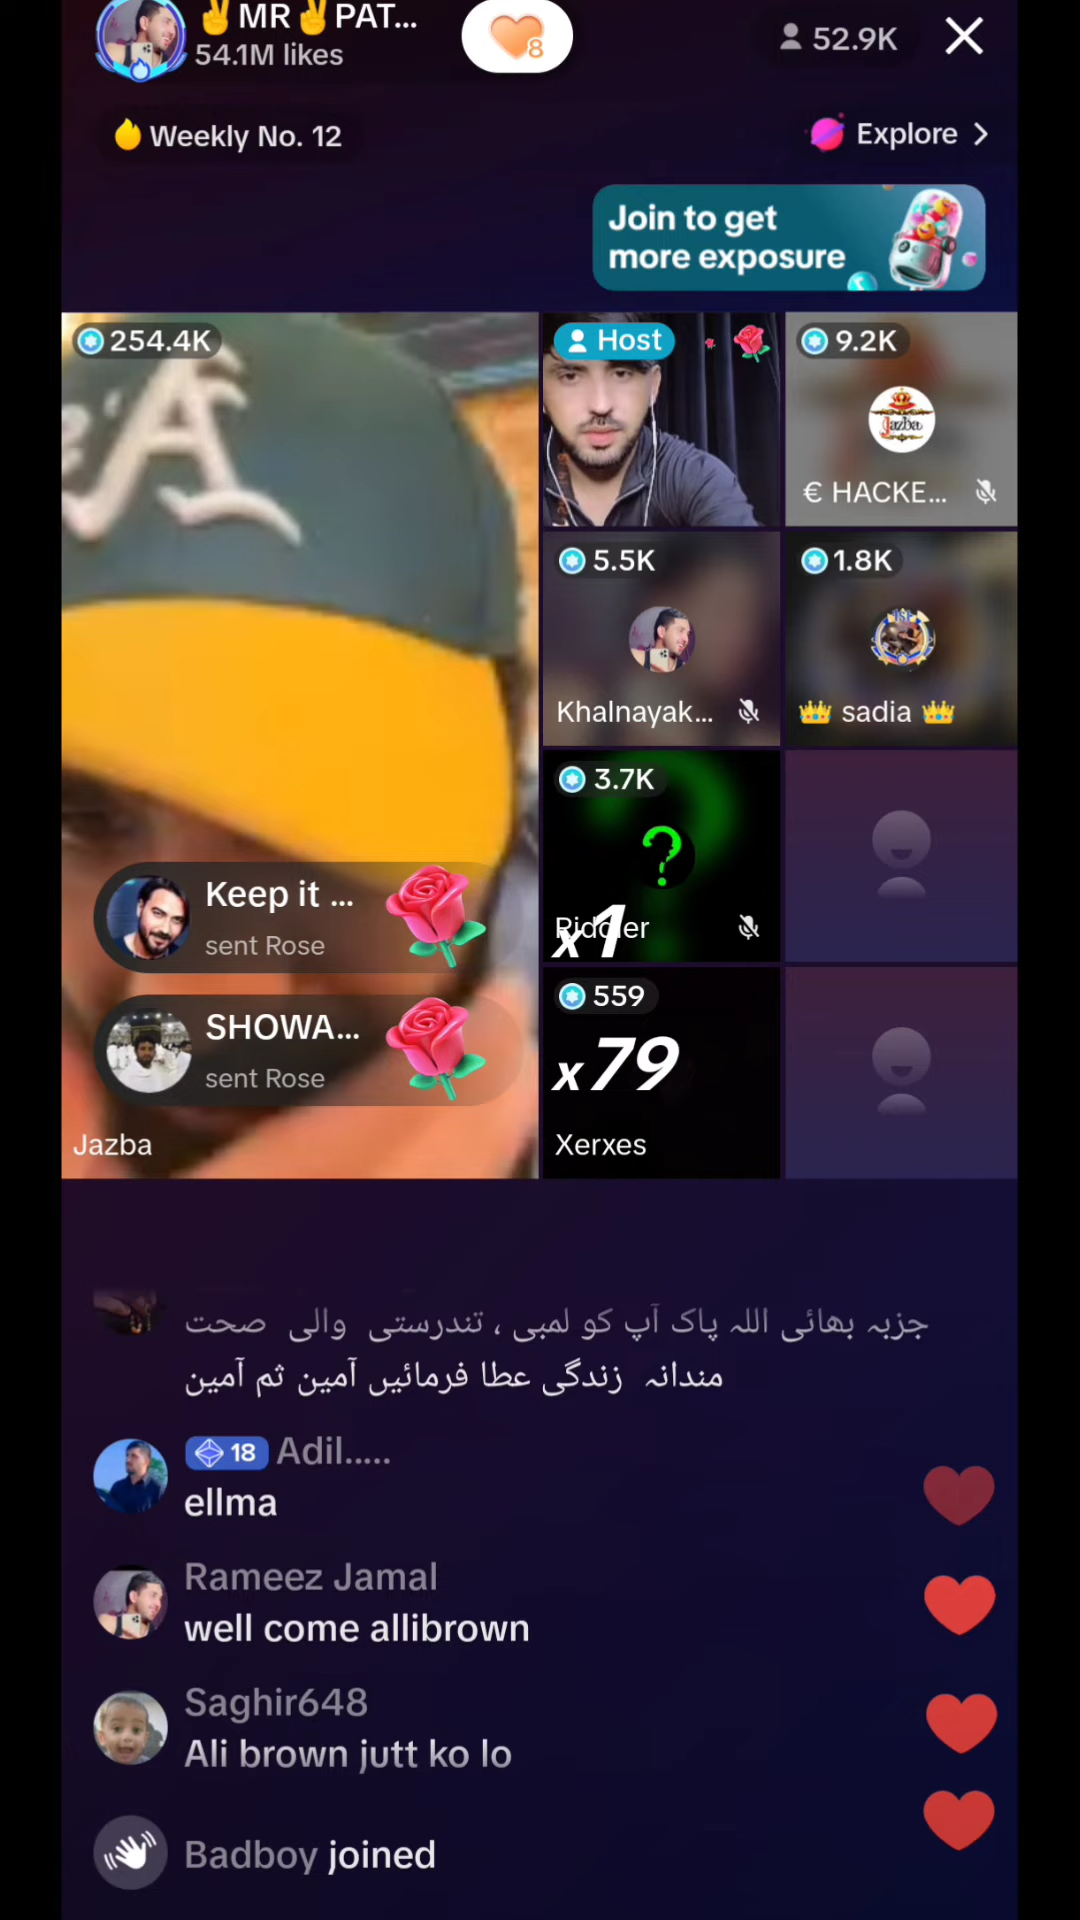 ✌️MR✌️PAT...
54.1M likes
8
52.9K
Weekly No. 12
Explore
Join to get
more exposure
254.4K
Host
9.2K
Jazba
€ HACKE...
5.5K
1.8K
Khalnayak...
👑 sadia 👑
3.7K
?
Riddler
x1
559
x79
Xerxes
A
Keep it ...
sent Rose
SHOWA...
sent Rose
Jazba
جزبہ بھائی اللہ پاک آپ کو لمبی ، تندرستی والی صحت
مندانہ زندگی عطا فرمائیں آمین ثم آمین
18 Adil.....
ellma
Rameez Jamal
well come allibrown
Saghir648
Ali brown jutt ko lo
Badboy joined